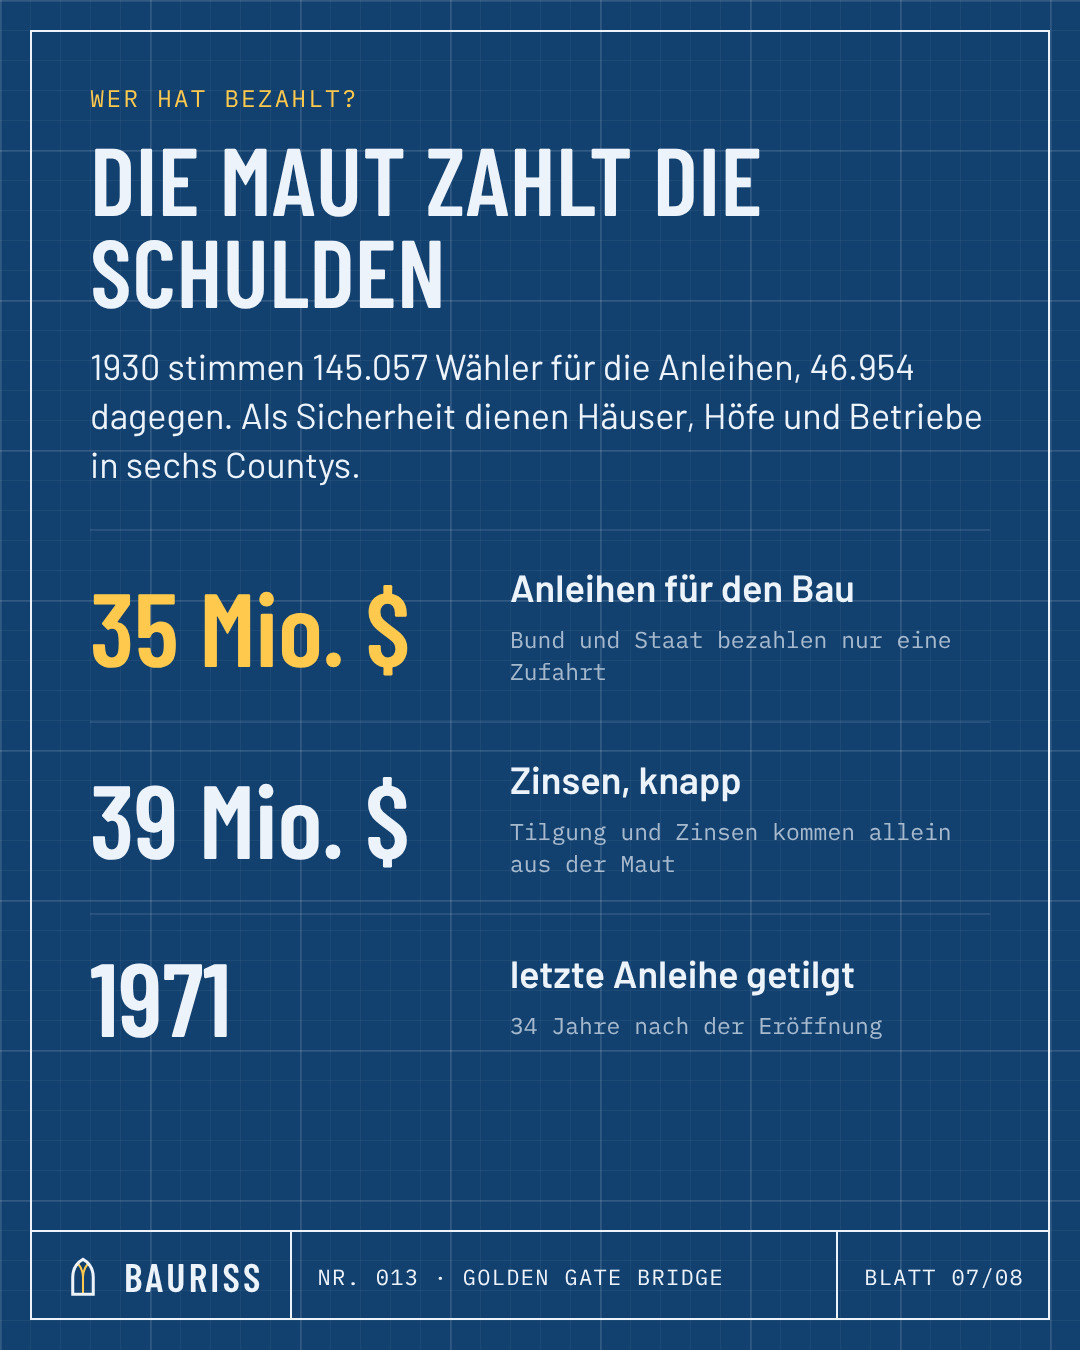 WER HAT BEZAHLT?
DIE MAUT ZAHLT DIE
SCHULDEN
1930 stimmen 145.057 Wähler für die Anleihen, 46.954
dagegen. Als Sicherheit dienen Häuser, Höfe und Betriebe
in sechs Countys.
35 Mio. $
Anleihen für den Bau
Bund und Staat bezahlen nur eine
Zufahrt
39 Mio. $
Zinsen, knapp
Tilgung und Zinsen kommen allein
aus der Maut
1971
letzte Anleihe getilgt
34 Jahre nach der Eröffnung
BAURISS
NR. 013 · GOLDEN GATE BRIDGE
BLATT 07/08